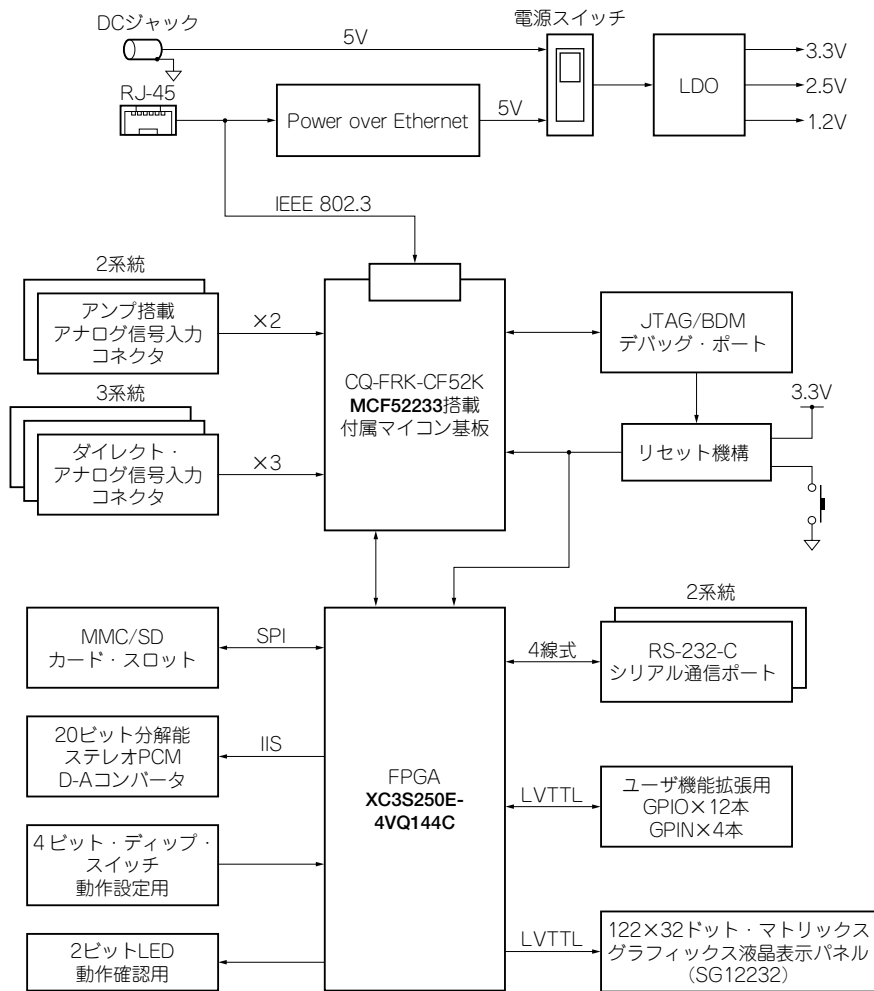 DCジャック
5V
電源スイッチ
RJ-45
Power over Ethernet
5V
LDO
3.3V
2.5V
1.2V
IEEE 802.3
2系統
アンプ搭載
アナログ信号入力
コネクタ
×2
3系統
ダイレクト・
アナログ信号入力
コネクタ
×3
CQ-FRK-CF52K
MCF52233搭載
付属マイコン基板
JTAG/BDM
デバッグ・ポート
3.3V
リセット機構
MMC/SD
カード・スロット
SPI
20ビット分解能
ステレオPCM
D-Aコンバータ
IIS
4ビット・ディップ・
スイッチ
動作設定用
2ビットLED
動作確認用
FPGA
XC3S250E-
4VQ144C
2系統
4線式
RS-232-C
シリアル通信ポート
LVTTL
ユーザ機能拡張用
GPIO×12本
GPIN×4本
LVTTL
122×32ドット・マトリックス
グラフィックス液晶表示パネル
(SG12232)